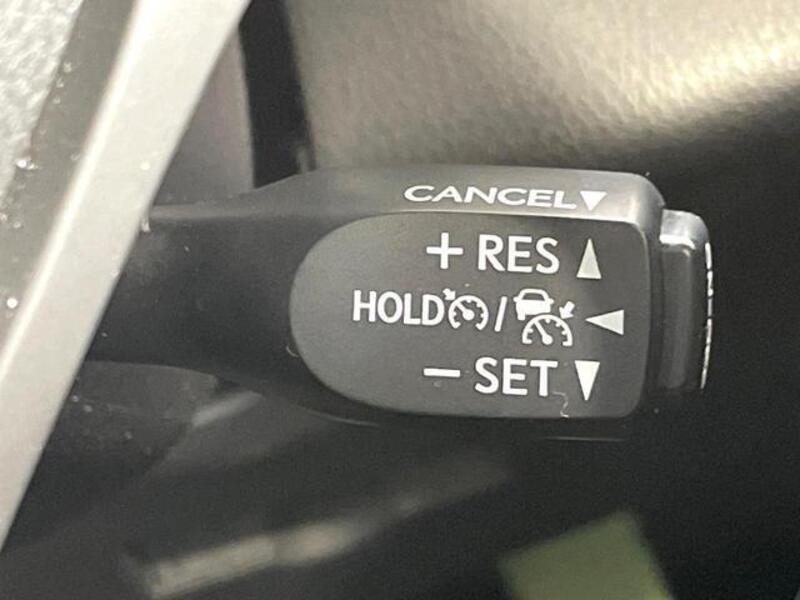 CANCEL▼
+ RES ▲
HOLD / ◀
− SET ▼